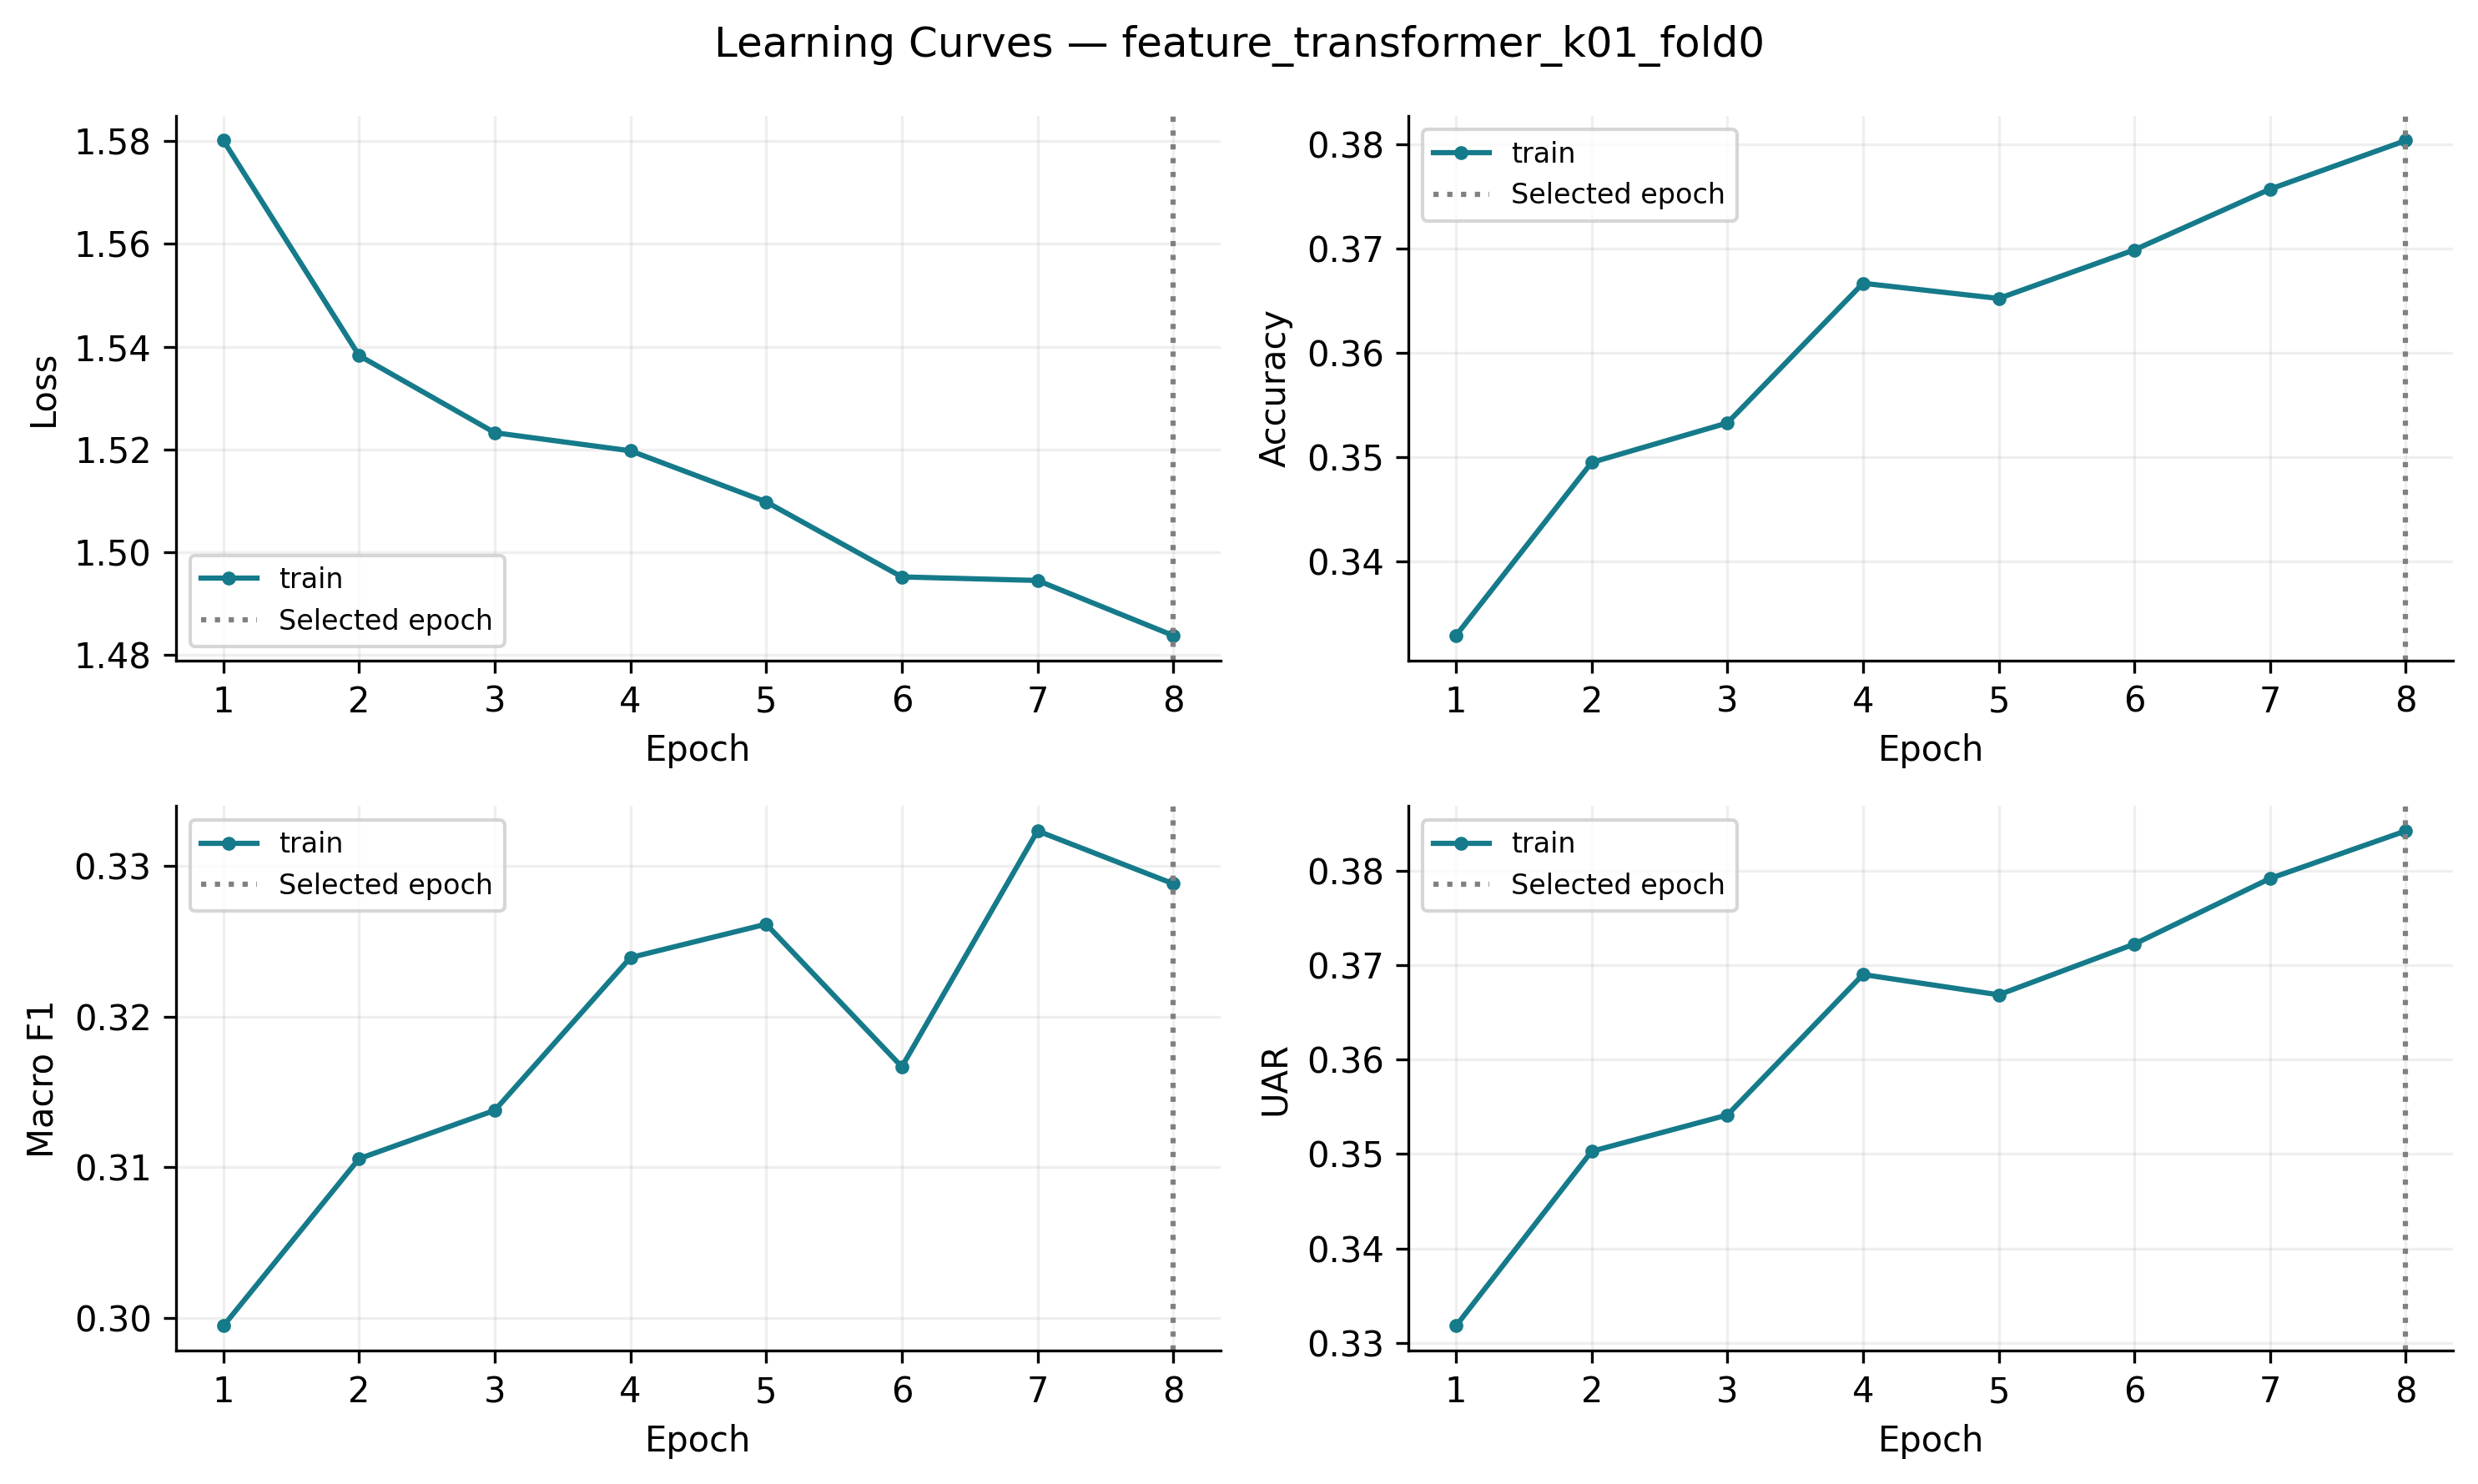 Learning Curves — feature_transformer_k01_fold0
1.58
1.56
1.54
1.52
1.50
1.48
Loss
train
Selected epoch
1 2 3 4 5 6 7 8
Epoch
0.38
0.37
0.36
0.35
0.34
Accuracy
train
Selected epoch
1 2 3 4 5 6 7 8
Epoch
0.33
0.32
0.31
0.30
Macro F1
train
Selected epoch
1 2 3 4 5 6 7 8
Epoch
0.38
0.37
0.36
0.35
0.34
0.33
UAR
train
Selected epoch
1 2 3 4 5 6 7 8
Epoch